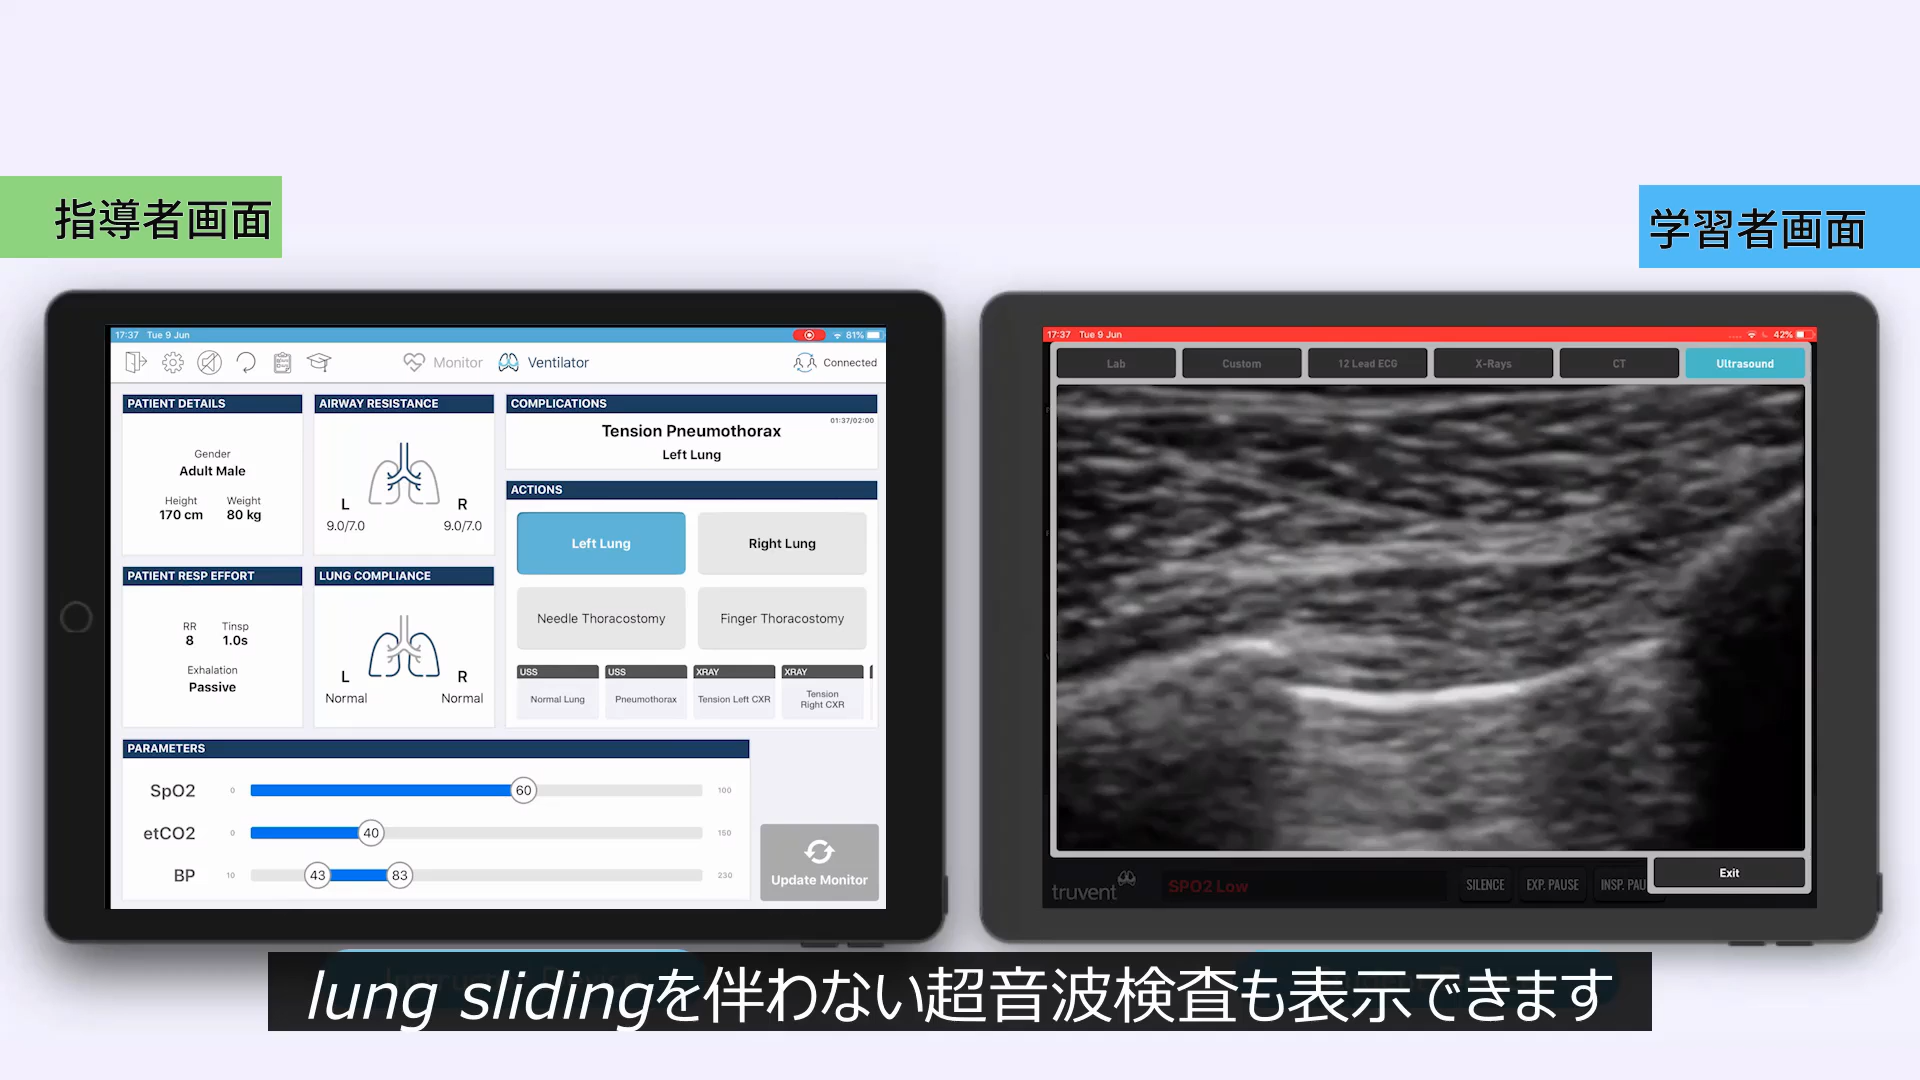 指導者画面
学習者画面
17:37 Tue 9 Jun
81%
Monitor
Ventilator
Connected
PATIENT DETAILS
Gender
Adult Male
Height Weight
170 cm 80 kg
AIRWAY RESISTANCE
L R
9.0/7.0 9.0/7.0
COMPLICATIONS
01:37/02:00
Tension Pneumothorax
Left Lung
ACTIONS
Left Lung
Right Lung
Needle Thoracostomy
Finger Thoracostomy
USS
Normal Lung
USS
Pneumothorax
XRAY
Tension Left CXR
XRAY
Tension
Right CXR
PATIENT RESP EFFORT
RR Tinsp
8 1.0s
Exhalation
Passive
LUNG COMPLIANCE
L R
Normal Normal
PARAMETERS
SpO2 0 60 100
etCO2 0 40 150
BP 10 43 83 230
Update Monitor
17:37 Tue 9 Jun
42%
Lab
Custom
12 Lead ECG
X-Rays
CT
Ultrasound
truvent
SPO2 Low
SILENCE
EXP. PAUSE
INSP. PAU
Exit
lung slidingを伴わない超音波検査も表示できます